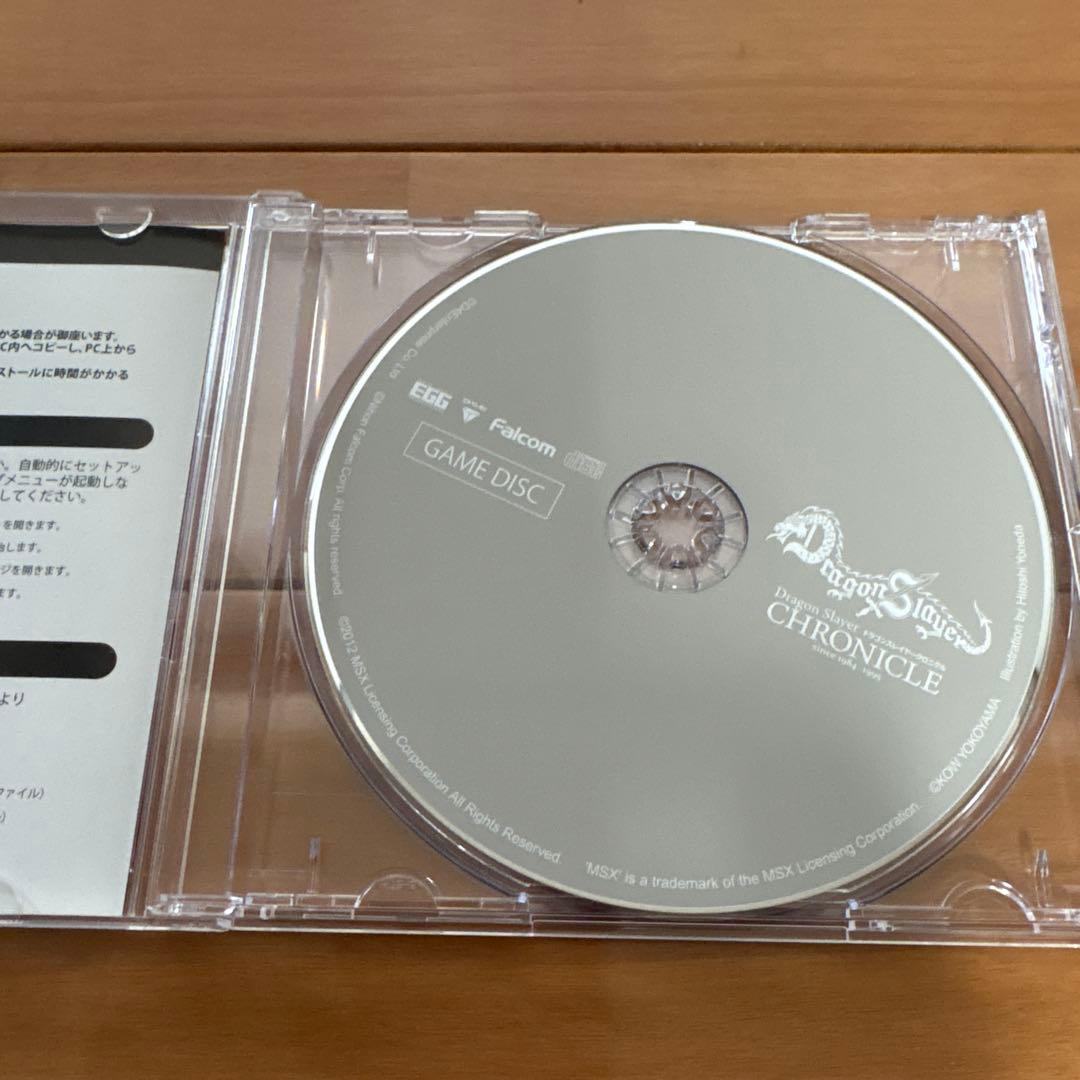 かる場合が御座います。
C内へコピーし、PC上から
ストールに時間がかかる
い。自動的にセットアッ
プメニューが起動しな
してください。
を開きます。
します。
ジを開きます。
ます。
より
ファイル）
©D4Enterprise Co.Ltd
©Nihon Falcom Corp. All rights reserved.
©2012 MSX Licensing Corporation All Rights Reserved.
'MSX' is a trademark of the MSX Licensing Corporation.
©KOW YOKOYAMA
Illustration by Hitoshi Yoneda
EGG
Falcom
GAME DISC
Dragon Slayer
Dragon Slayer ドラゴンスレイヤークロニクル
CHRONICLE
since 1984 - 1995